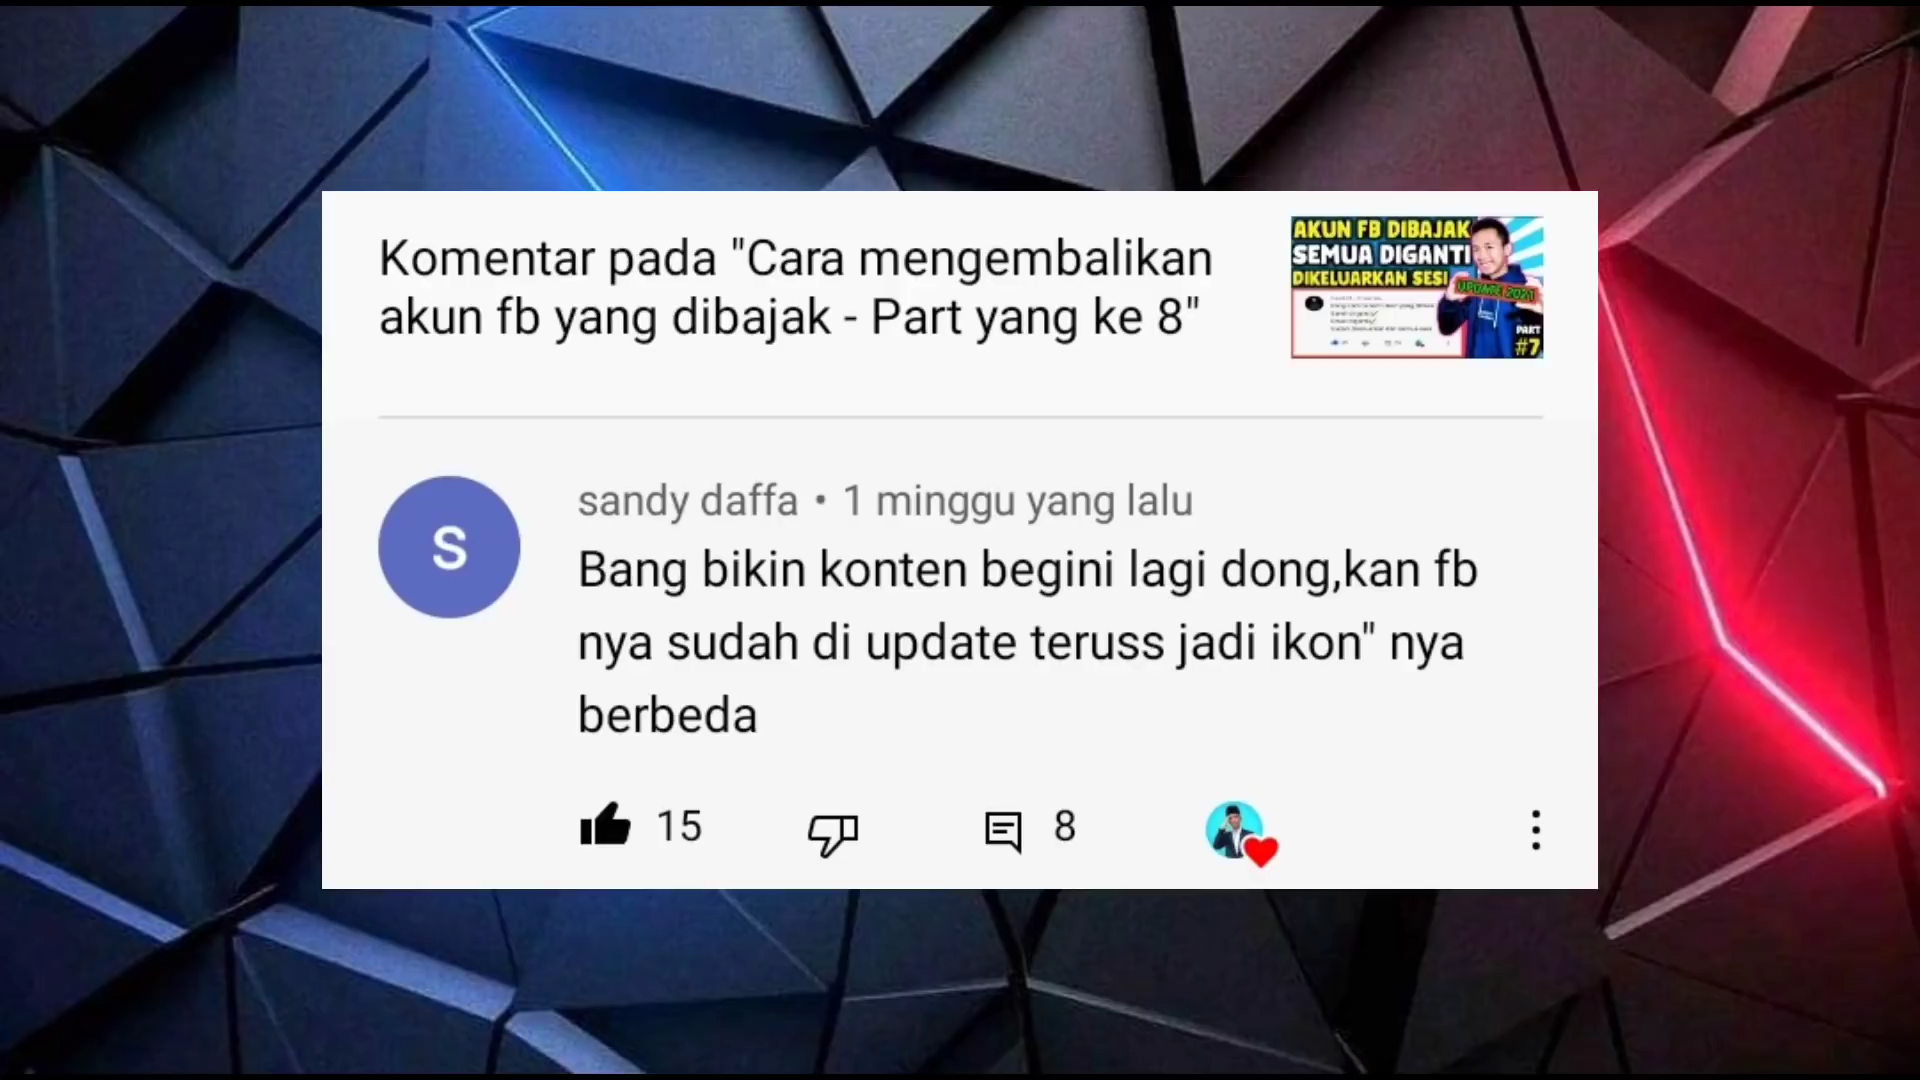 Komentar pada "Cara mengembalikan
akun fb yang dibajak - Part yang ke 8"
AKUN FB DIBAJAK
SEMUA DIGANTI
DIKELUARKAN SESI
UPDATE 2021
PART
#7
S
sandy daffa • 1 minggu yang lalu
Bang bikin konten begini lagi dong,kan fb
nya sudah di update teruss jadi ikon" nya
berbeda
15
8